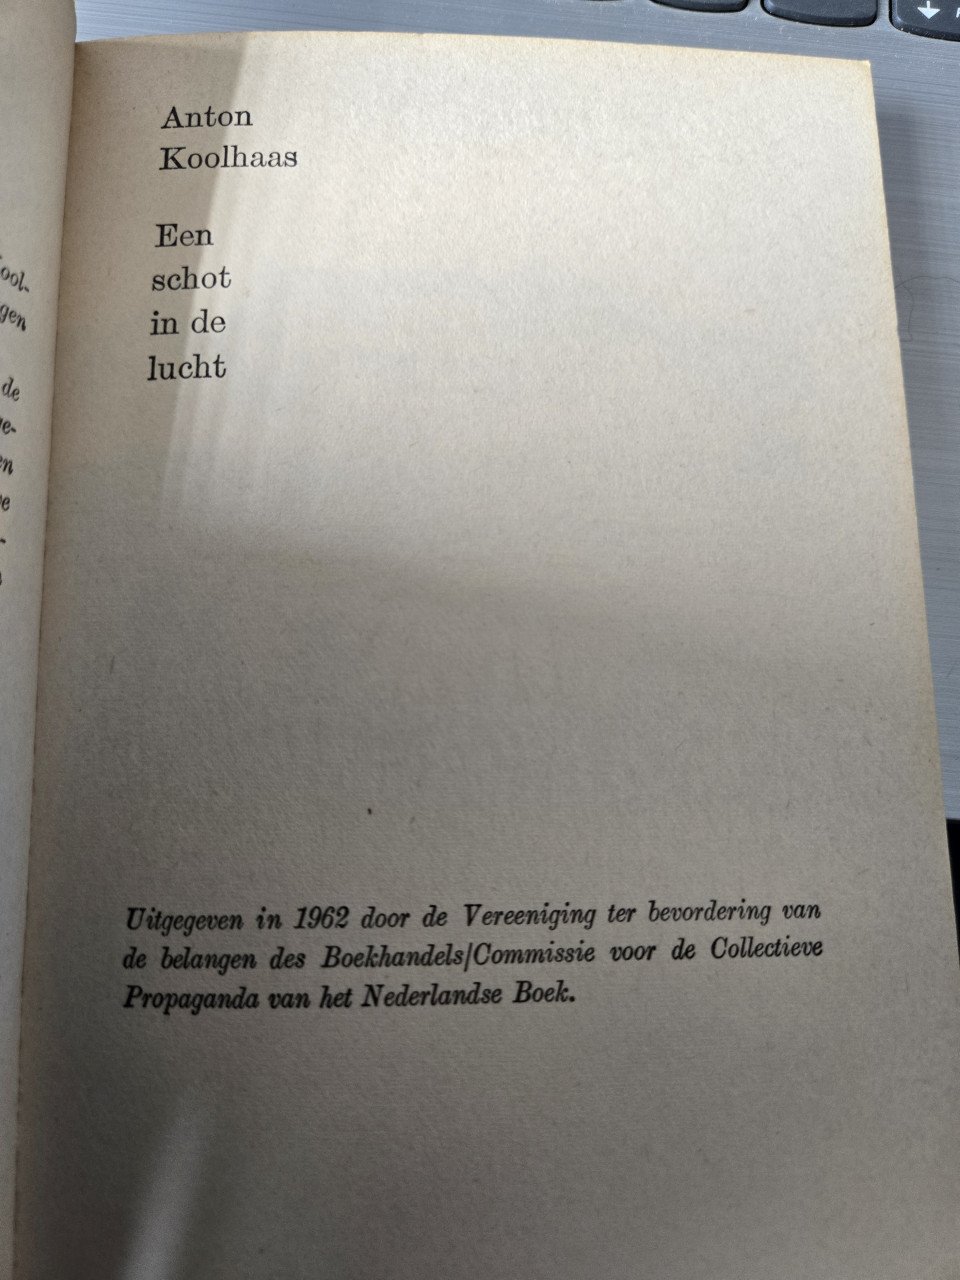 Anton
Koolhaas
Een
schot
in de
lucht
Uitgegeven in 1962 door de Vereeniging ter bevordering van
de belangen des Boekhandels/Commissie voor de Collectieve
Propaganda van het Nederlandse Boek.